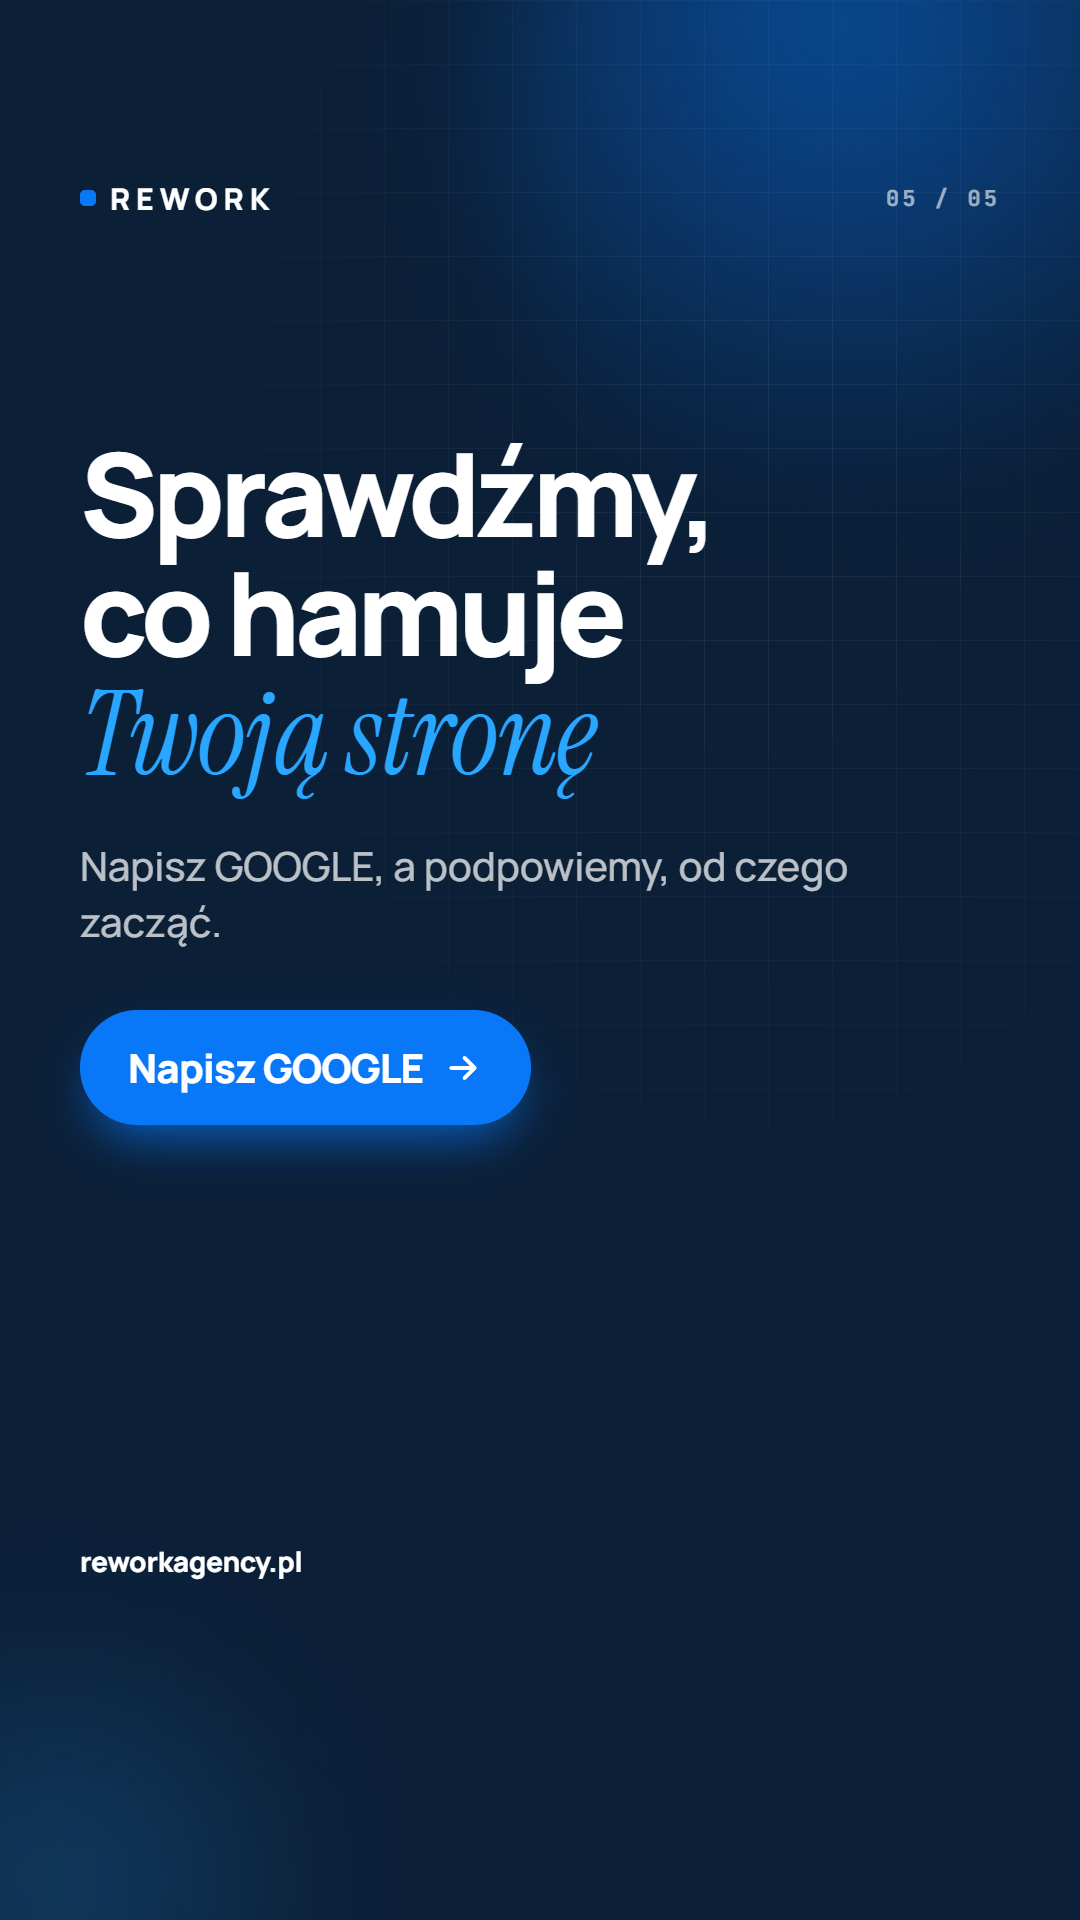 REWORK
05 / 05
Sprawdźmy,
co hamuje
Twoją stronę
Napisz GOOGLE, a podpowiemy, od czego
zacząć.
Napisz GOOGLE →
reworkagency.pl